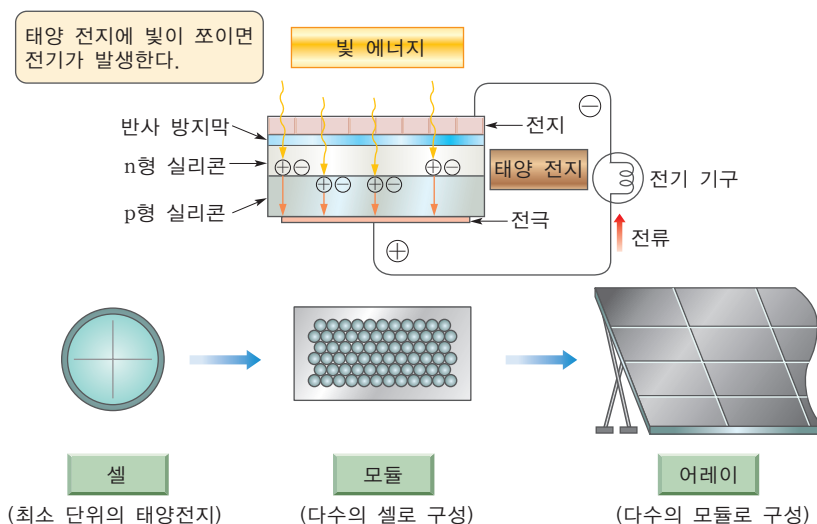 태양 전지에 빛이 쪼이면
전기가 발생한다.
빛 에너지
반사 방지막
전지
n형 실리콘
태양 전지
전기 기구
p형 실리콘
전극
전류
셀
모듈
어레이
(최소 단위의 태양전지)
(다수의 셀로 구성)
(다수의 모듈로 구성)